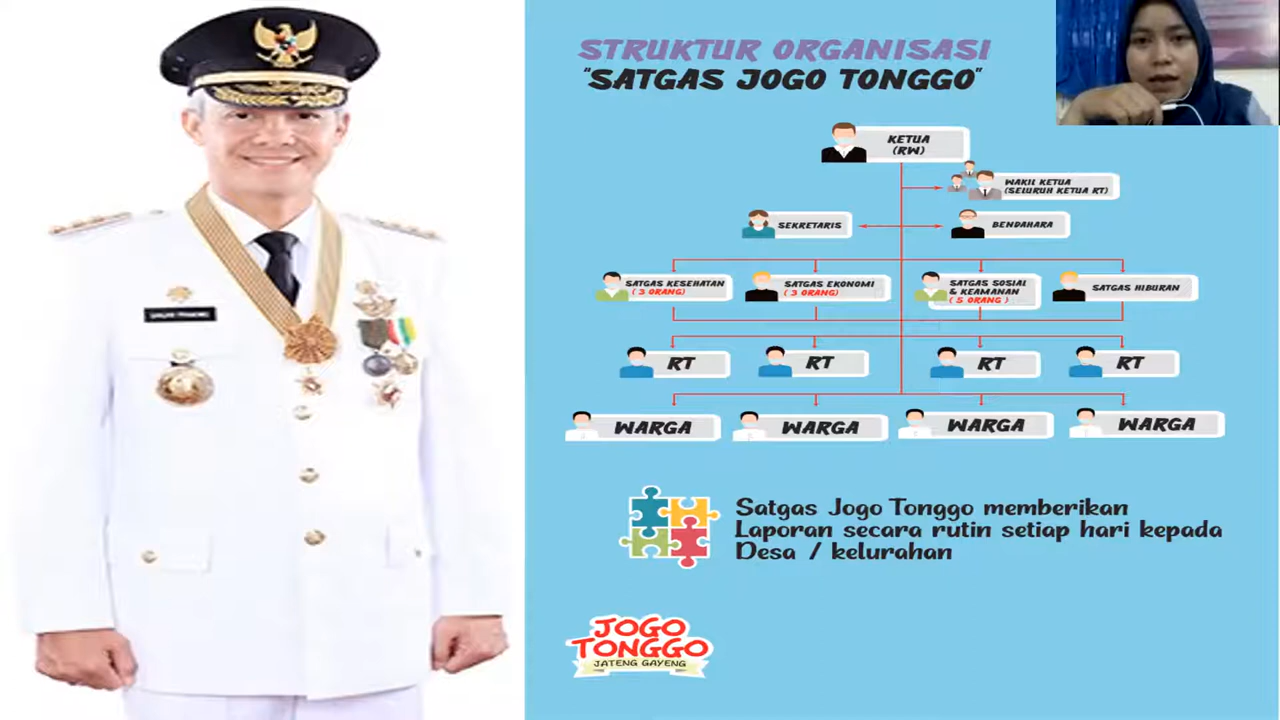 STRUKTUR ORGANISASI
"SATGAS JOGO TONGGO"
KETUA
(RW)
WAKIL KETUA
(SELURUH KETUA RT)
SEKRETARIS
BENDAHARA
SATGAS KESEHATAN
( 3 ORANG)
SATGAS EKONOMI
( 3 ORANG)
SATGAS SOSIAL
& KEAMANAN
( 5 ORANG )
SATGAS HIBURAN
RT
RT
RT
RT
WARGA
WARGA
WARGA
WARGA
Satgas Jogo Tonggo memberikan
Laporan secara rutin setiap hari kepada
Desa / kelurahan
JOGO
TONGGO
JATENG GAYENG